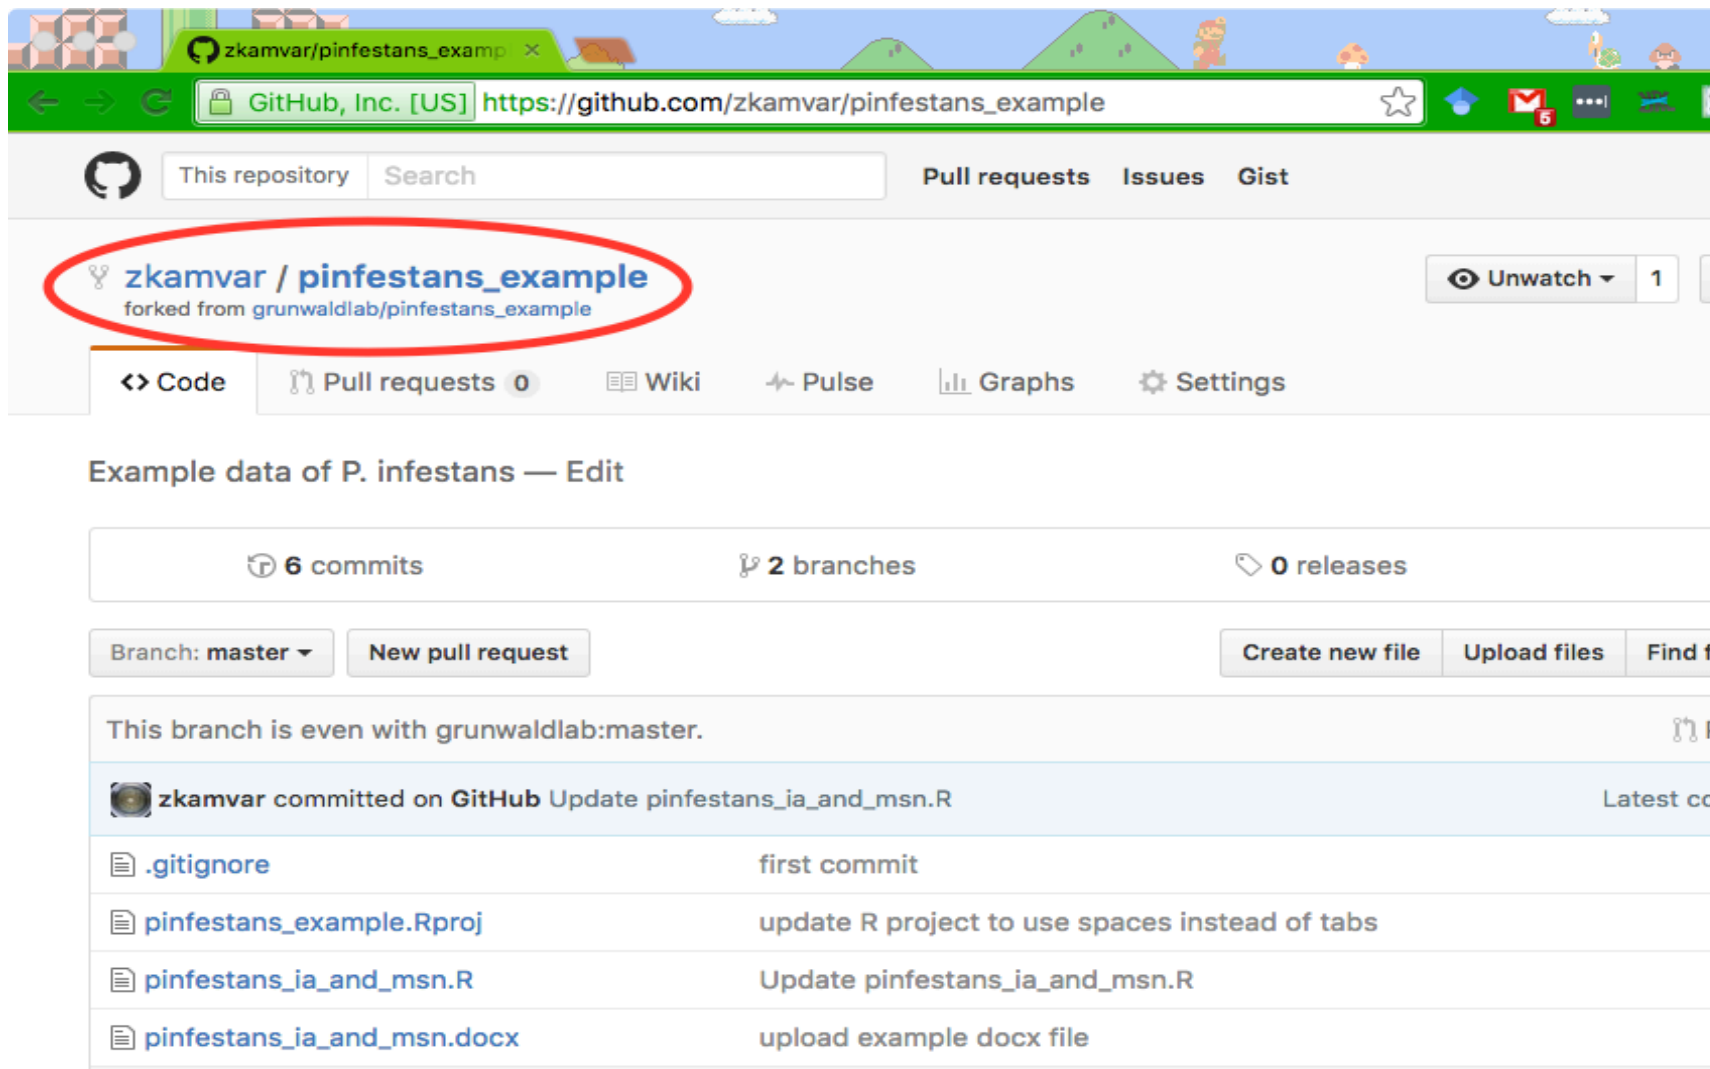 zkamvar/pinfestans_examp
GitHub, Inc. [US] https://github.com/zkamvar/pinfestans_example
5
This repository Search Pull requests Issues Gist
zkamvar / pinfestans_example
forked from grunwaldlab/pinfestans_example
Unwatch 1
Code Pull requests 0 Wiki Pulse Graphs Settings
Example data of P. infestans — Edit
6 commits 2 branches 0 releases
Branch: master New pull request Create new file Upload files Find
This branch is even with grunwaldlab:master.
zkamvar committed on GitHub Update pinfestans_ia_and_msn.R Latest
.gitignore first commit
pinfestans_example.Rproj update R project to use spaces instead of tabs
pinfestans_ia_and_msn.R Update pinfestans_ia_and_msn.R
pinfestans_ia_and_msn.docx upload example docx file